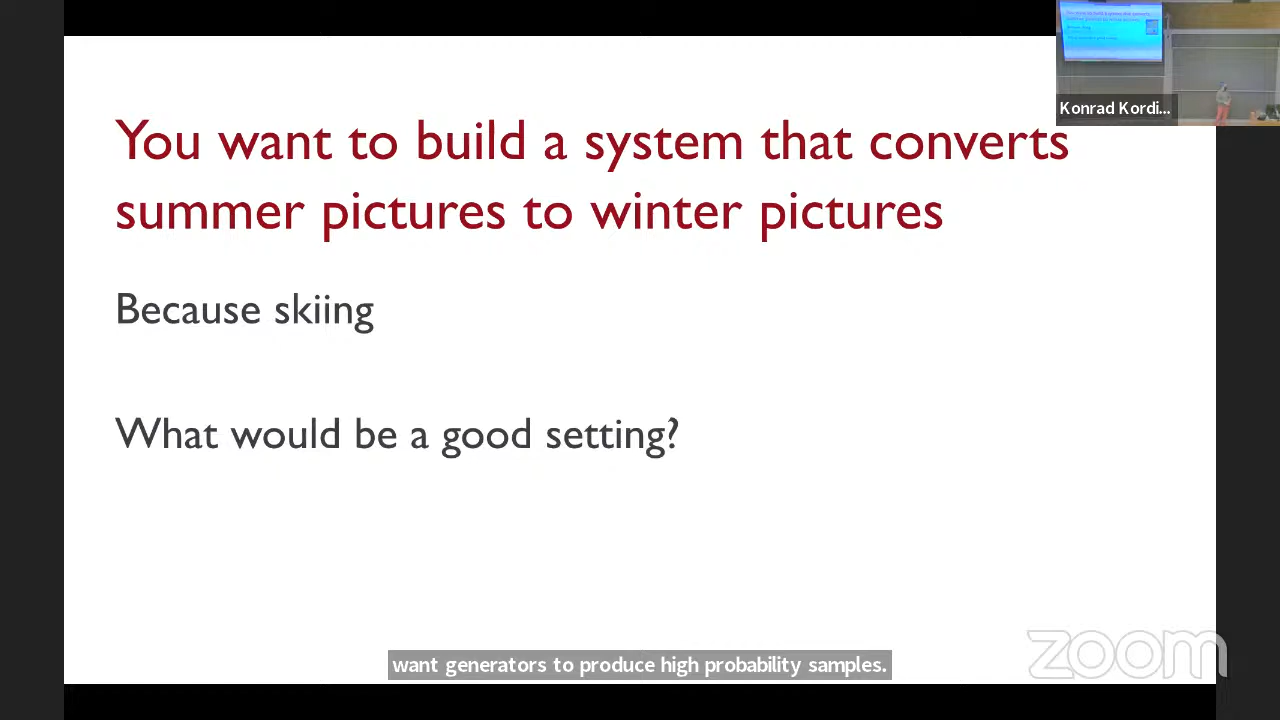 Konrad Kordi...
You want to build a system that converts
summer pictures to winter pictures
Because skiing
What would be a good setting?
want generators to produce high probability samples.
zoom